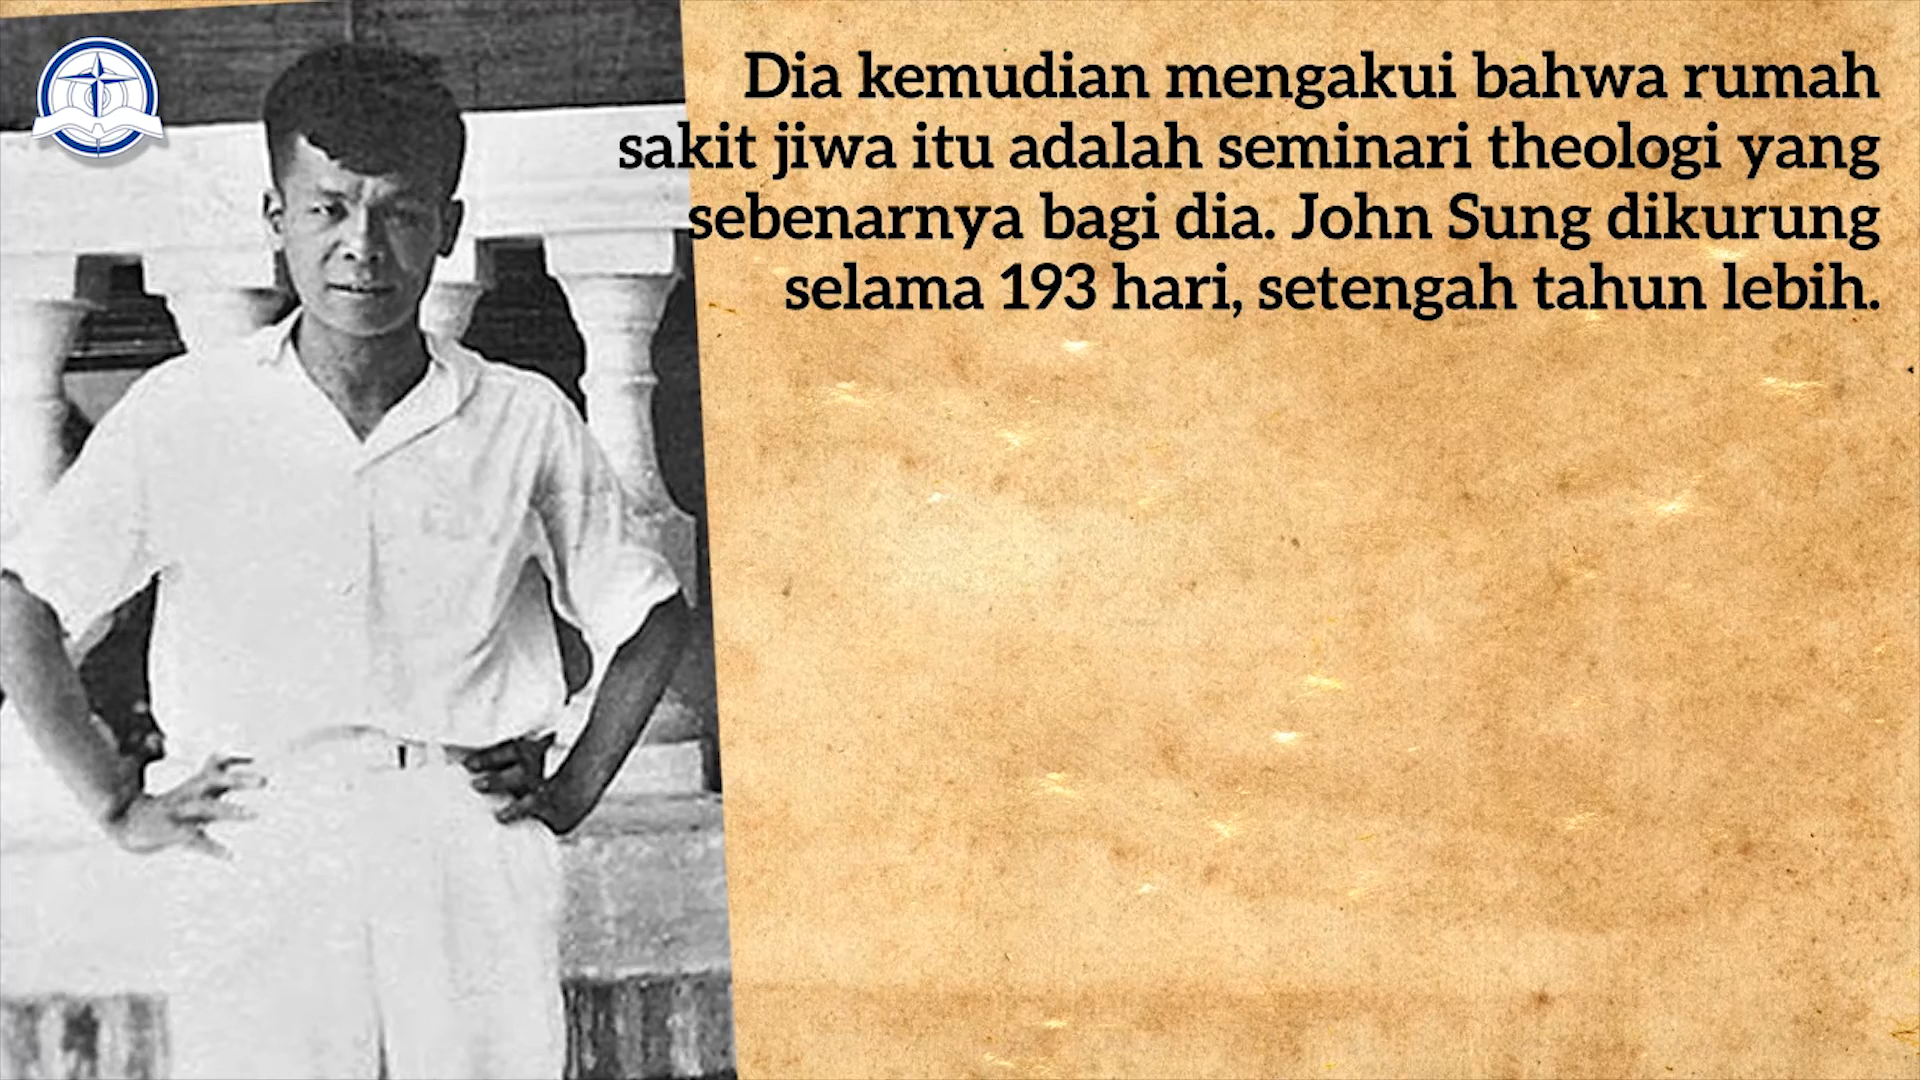 Dia kemudian mengakui bahwa rumah
sakit jiwa itu adalah seminari theologi yang
sebenarnya bagi dia. John Sung dikurung
selama 193 hari, setengah tahun lebih.